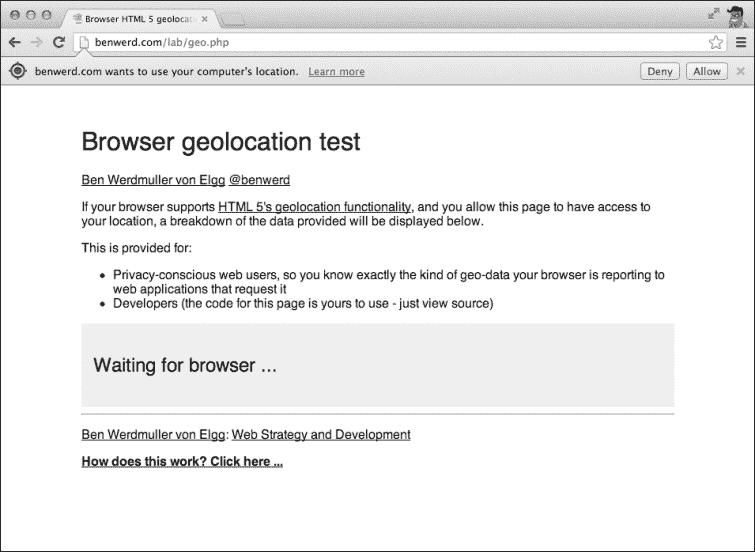 Browser HTML 5 geolocati
benwerd.com/lab/geo.php
benwerd.com wants to use your computer's location. Learn more Deny Allow
Browser geolocation test
Ben Werdmuller von Elgg @benwerd
If your browser supports HTML 5's geolocation functionality, and you allow this page to have access to
your location, a breakdown of the data provided will be displayed below.
This is provided for:
• Privacy-conscious web users, so you know exactly the kind of geo-data your browser is reporting to
web applications that request it
• Developers (the code for this page is yours to use - just view source)
Waiting for browser ...
Ben Werdmuller von Elgg: Web Strategy and Development
How does this work? Click here ...